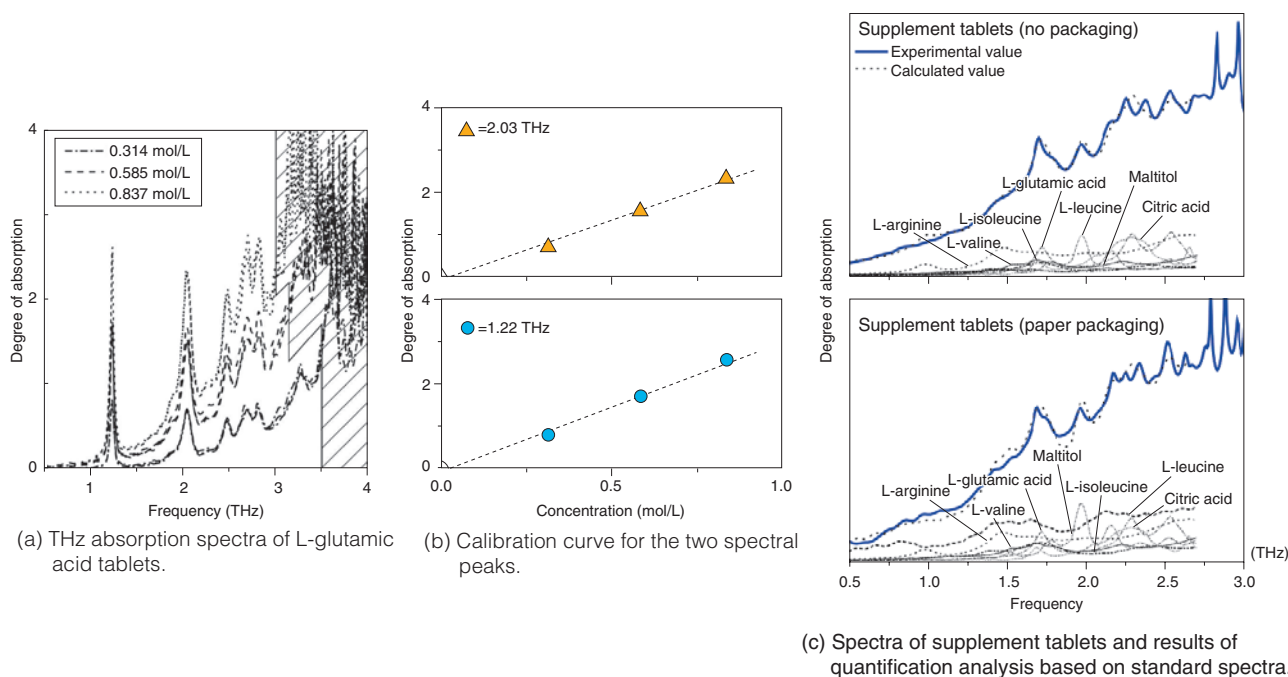 4
0.314 mol/L
0.585 mol/L
0.837 mol/L
2
0
1
2
3
4
Degree of absorption
Frequency (THz)
(a) THz absorption spectra of L-glutamic
acid tablets.
4
=2.03 THz
2
0
4
=1.22 THz
2
0
0.0
0.5
1.0
Degree of absorption
Concentration (mol/L)
(b) Calibration curve for the two spectral
peaks.
Supplement tablets (no packaging)
Experimental value
Calculated value
L-glutamic acid
Maltitol
L-arginine
L-isoleucine
L-leucine
Citric acid
L-valine
Degree of absorption
Supplement tablets (paper packaging)
Maltitol
L-leucine
L-glutamic acid
L-arginine
L-isoleucine
Citric acid
L-valine
(THz)
0.5
1.0
1.5
2.0
2.5
3.0
Frequency
(c) Spectra of supplement tablets and results of
quantification analysis based on standard spectra.